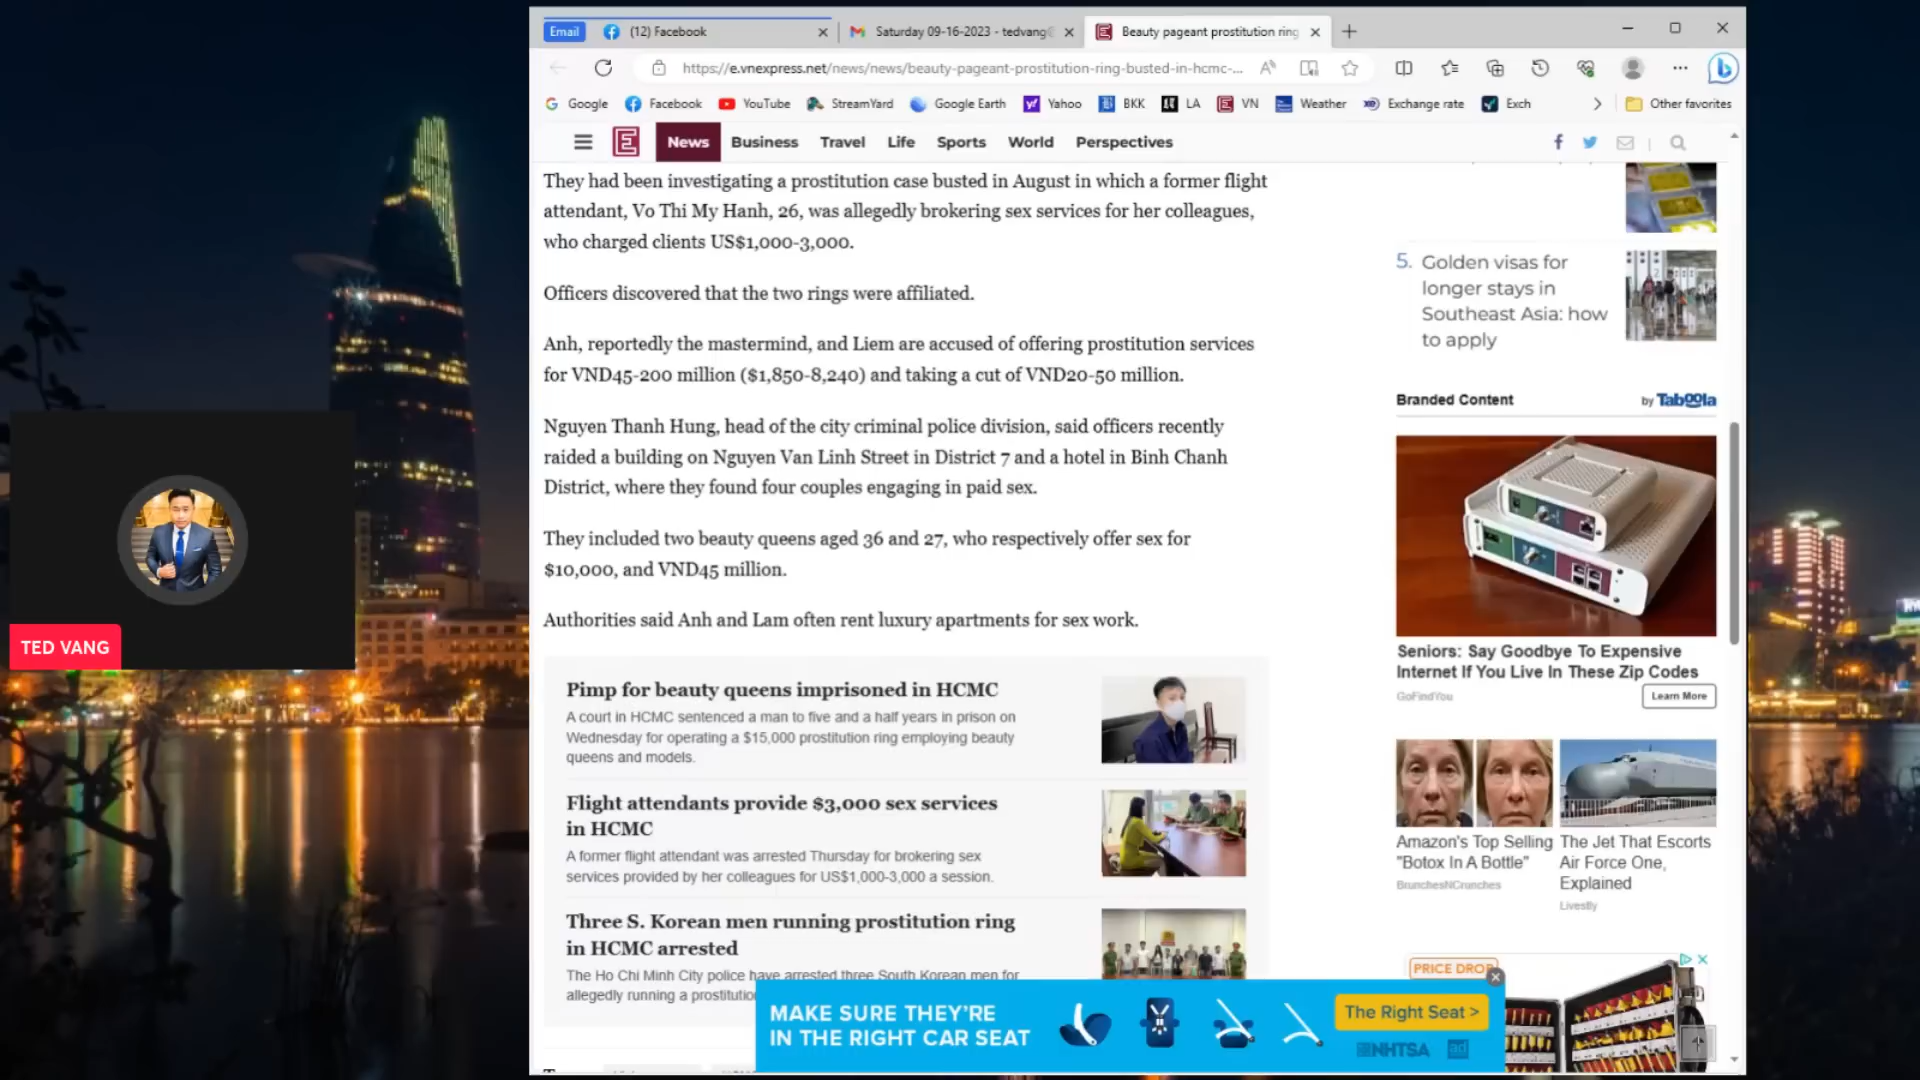 Email
(12) Facebook
Saturday 09-16-2023 - tedvang@
Beauty pageant prostitution ring
https://e.vnexpress.net/news/news/beauty-pageant-prostitution-ring-busted-in-hcmc-...
Google
Facebook
YouTube
StreamYard
Google Earth
Yahoo
BKK
LA
VN
Weather
Exchange rate
Exch
Other favorites
News
Business
Travel
Life
Sports
World
Perspectives
They had been investigating a prostitution case busted in August in which a former flight
attendant, Vo Thi My Hanh, 26, was allegedly brokering sex services for her colleagues,
who charged clients US$1,000-3,000.
Officers discovered that the two rings were affiliated.
Anh, reportedly the mastermind, and Liem are accused of offering prostitution services
for VND45-200 million ($1,850-8,240) and taking a cut of VND20-50 million.
Nguyen Thanh Hung, head of the city criminal police division, said officers recently
raided a building on Nguyen Van Linh Street in District 7 and a hotel in Binh Chanh
District, where they found four couples engaging in paid sex.
They included two beauty queens aged 36 and 27, who respectively offer sex for
$10,000, and VND45 million.
Authorities said Anh and Lam often rent luxury apartments for sex work.
Pimp for beauty queens imprisoned in HCMC
A court in HCMC sentenced a man to five and a half years in prison on
Wednesday for operating a $15,000 prostitution ring employing beauty
queens and models.
Flight attendants provide $3,000 sex services
in HCMC
A former flight attendant was arrested Thursday for brokering sex
services provided by her colleagues for US$1,000-3,000 a session.
Three S. Korean men running prostitution ring
in HCMC arrested
The Ho Chi Minh City police have arrested three South Korean men for
allegedly running a prostitution
5. Golden visas for
longer stays in
Southeast Asia: how
to apply
Branded Content
by Taboola
Seniors: Say Goodbye To Expensive
Internet If You Live In These Zip Codes
GoFindYou
Learn More
Amazon's Top Selling
"Botox In A Bottle"
BrunchesNCrunches
The Jet That Escorts
Air Force One,
Explained
Livestly
PRICE DROP
MAKE SURE THEY'RE
IN THE RIGHT CAR SEAT
The Right Seat >
NHTSA
ad
TED VANG